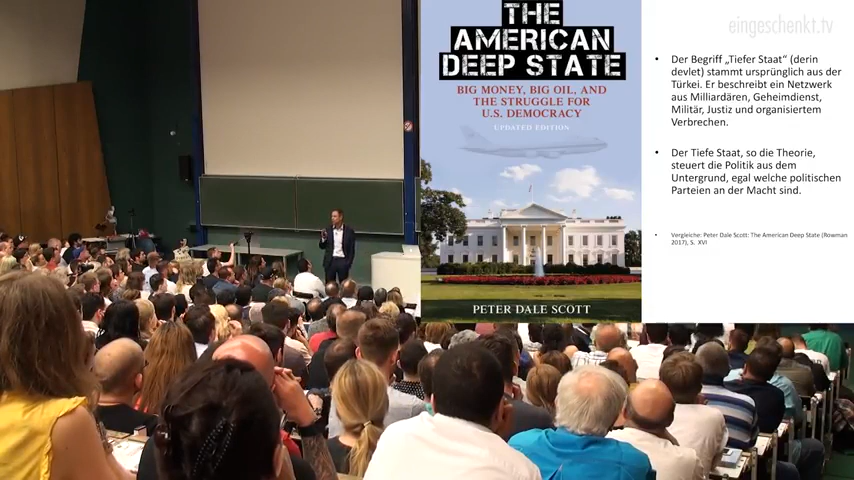 eingeschenkt.tv
THE
AMERICAN
DEEP STATE
BIG MONEY, BIG OIL, AND
THE STRUGGLE FOR
U.S. DEMOCRACY
UPDATED EDITION
PETER DALE SCOTT
• Der Begriff „Tiefer Staat“ (derin
devlet) stammt ursprünglich aus der
Türkei. Er beschreibt ein Netzwerk
aus Milliardären, Geheimdienst,
Militär, Justiz und organisiertem
Verbrechen.
• Der Tiefe Staat, so die Theorie,
steuert die Politik aus dem
Untergrund, egal welche politischen
Parteien an der Macht sind.
• Vergleiche: Peter Dale Scott: The American Deep State (Rowman
2017), S. XVI